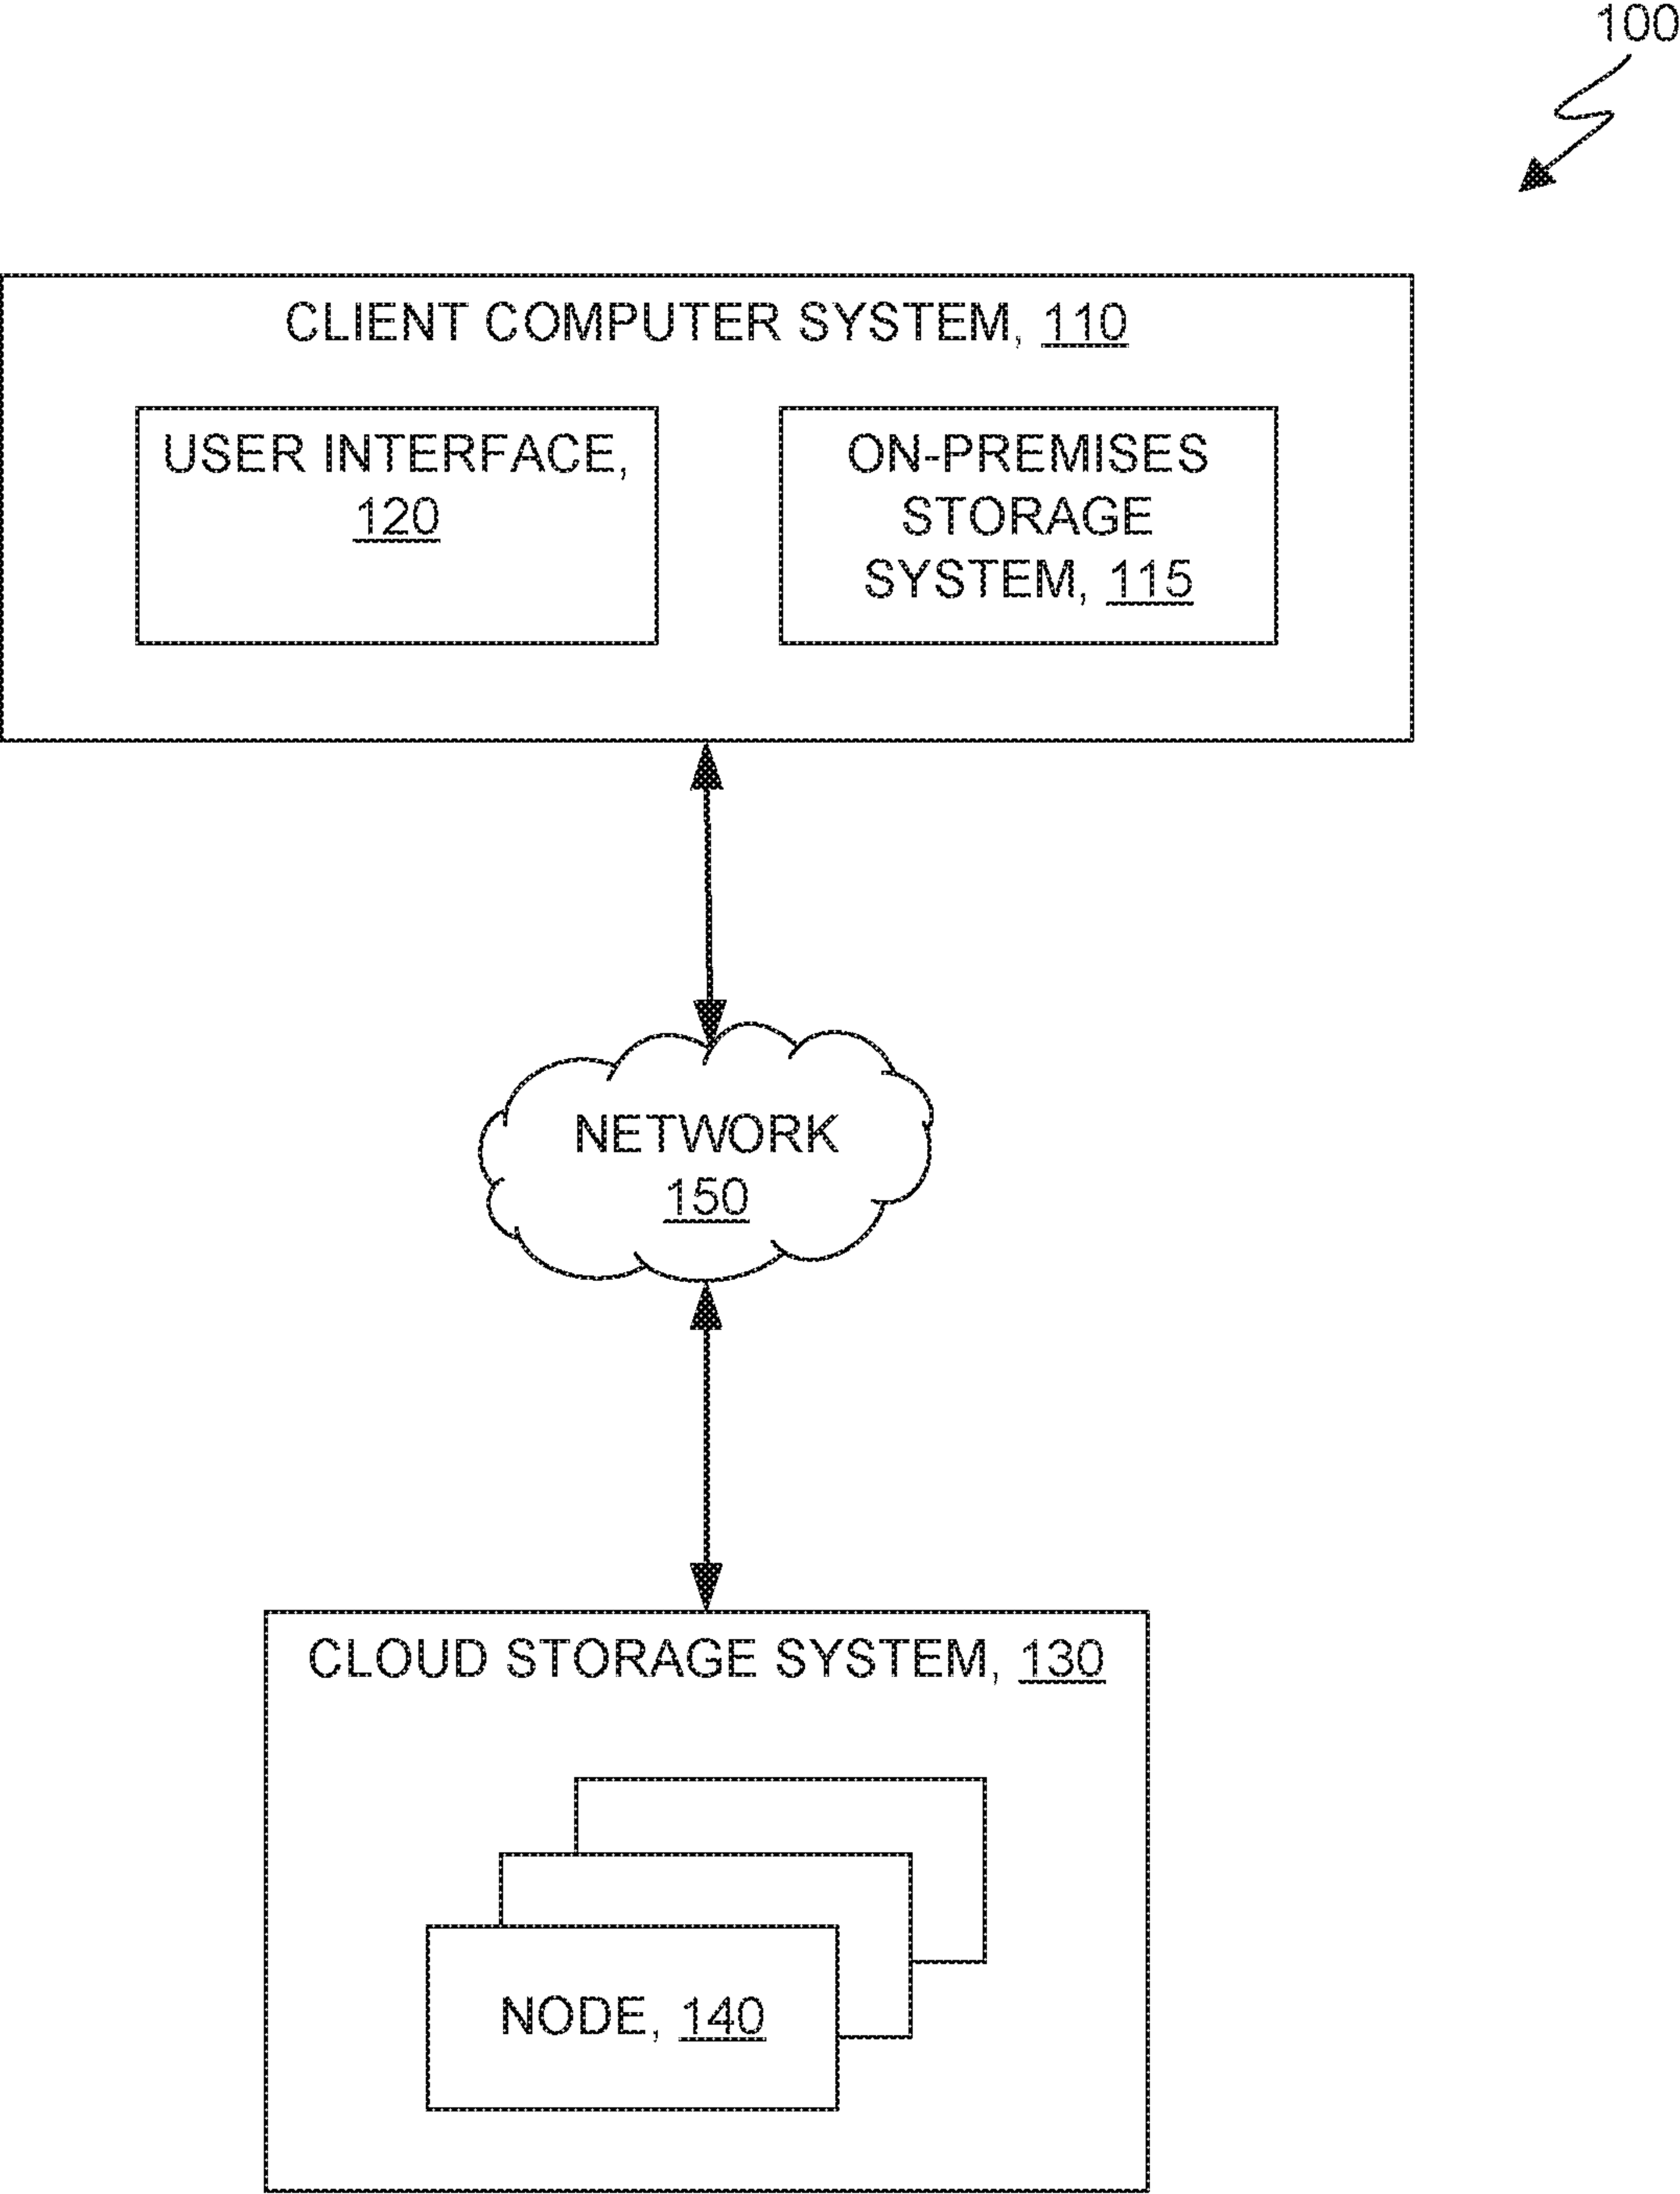 100
CLIENT COMPUTER SYSTEM, 110
USER INTERFACE,
120
ON-PREMISES
STORAGE
SYSTEM, 115
NETWORK
150
CLOUD STORAGE SYSTEM, 130
NODE, 140